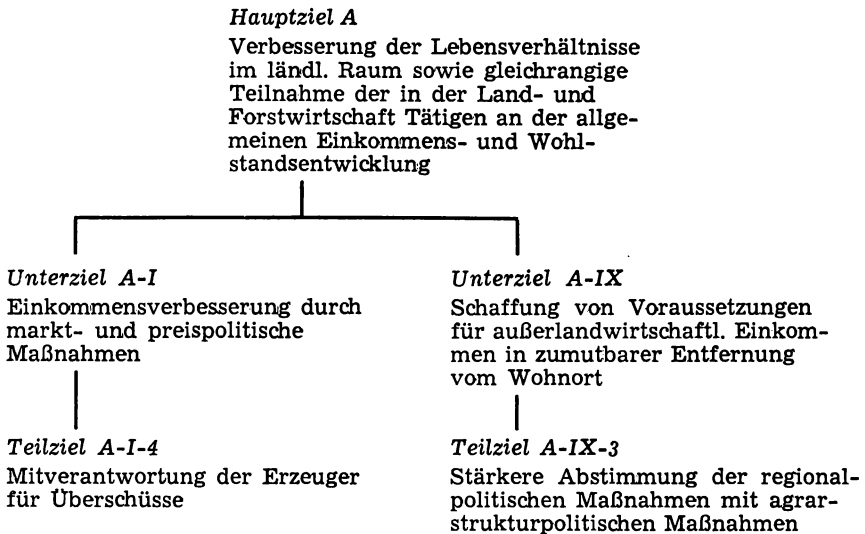 Hauptziel A
Verbesserung der Lebensverhältnisse
im ländl. Raum sowie gleichrangige
Teilnahme der in der Land- und
Forstwirtschaft Tätigen an der allge-
meinen Einkommens- und Wohl-
standsentwicklung
Unterziel A-I
Einkommensverbesserung durch
markt- und preispolitische
Maßnahmen
Teilziel A-I-4
Mitverantwortung der Erzeuger
für Überschüsse
Unterziel A-IX
Schaffung von Voraussetzungen
für außerlandwirtschaftl. Einkom-
men in zumutbarer Entfernung
vom Wohnort
Teilziel A-IX-3
Stärkere Abstimmung der regional-
politischen Maßnahmen mit agrar-
strukturpolitischen Maßnahmen